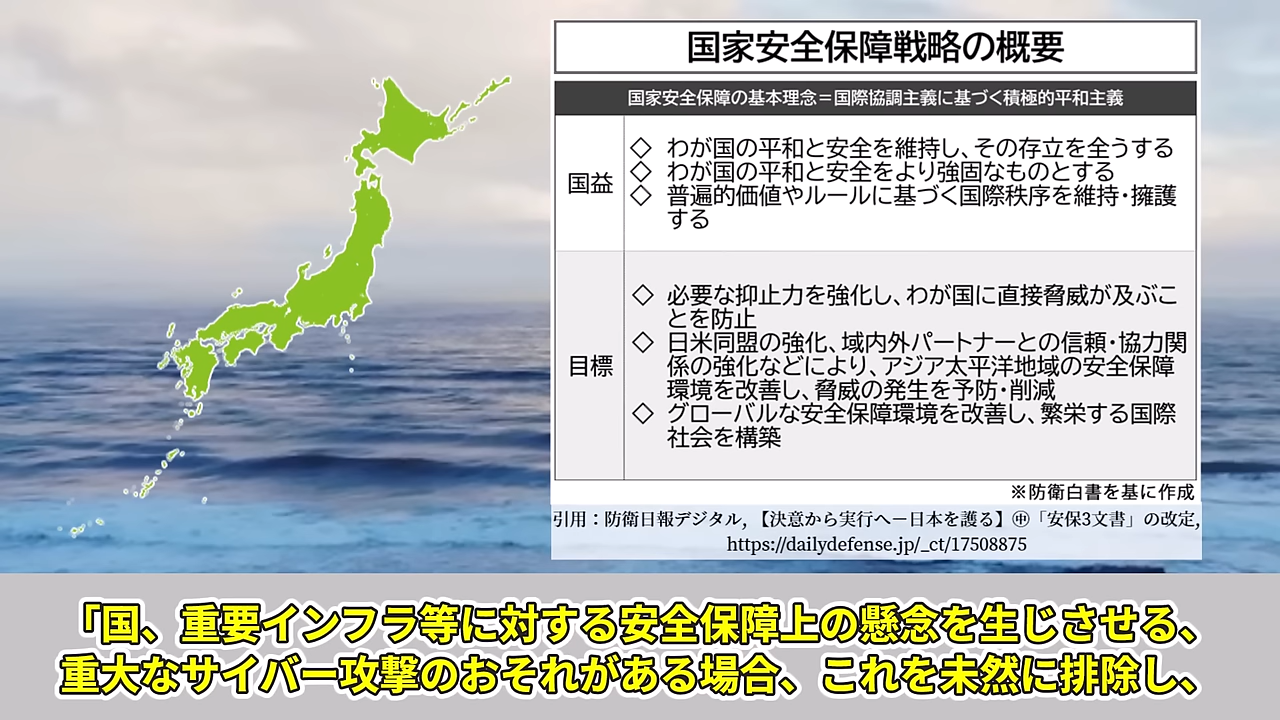 国家安全保障戦略の概要
国家安全保障の基本理念＝国際協調主義に基づく積極的平和主義
国益
◇ わが国の平和と安全を維持し、その存立を全うする
◇ わが国の平和と安全をより強固なものとする
◇ 普遍的価値やルールに基づく国際秩序を維持・擁護
する
目標
◇ 必要な抑止力を強化し、わが国に直接脅威が及ぶこ
とを防止
◇ 日米同盟の強化、域内外パートナーとの信頼・協力関
係の強化などにより、アジア太平洋地域の安全保障
環境を改善し、脅威の発生を予防・削減
◇ グローバルな安全保障環境を改善し、繁栄する国際
社会を構築
※防衛白書を基に作成
引用：防衛日報デジタル, 【決意から実行へ－日本を護る】㊥「安保3文書」の改定,
https://dailydefense.jp/_ct/17508875
「国、重要インフラ等に対する安全保障上の懸念を生じさせる、
重大なサイバー攻撃のおそれがある場合、これを未然に排除し、